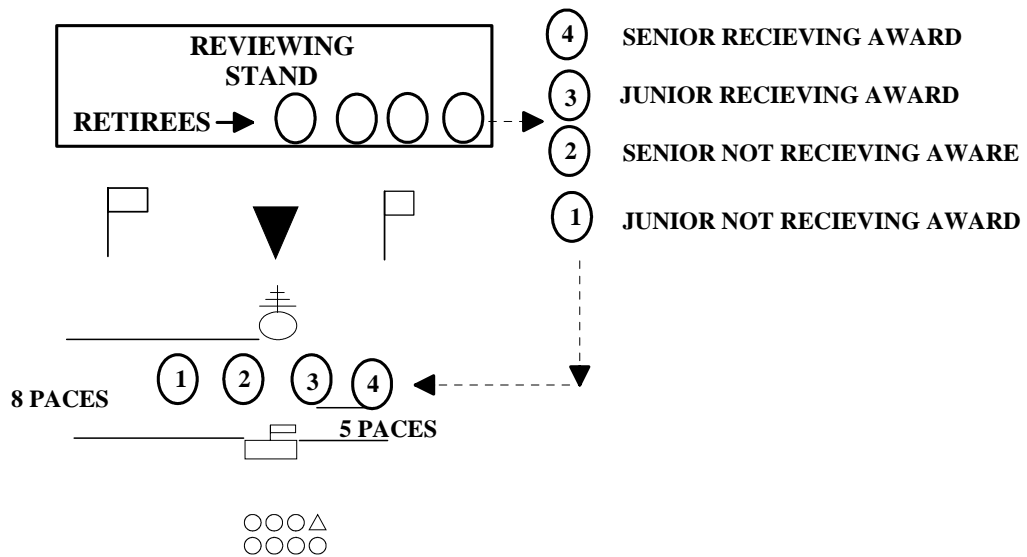 REVIEWING
STAND
RETIREES
4 SENIOR RECIEVING AWARD
3 JUNIOR RECIEVING AWARD
2 SENIOR NOT RECIEVING AWARE
1 JUNIOR NOT RECIEVING AWARD
1 2 3 4
8 PACES
5 PACES